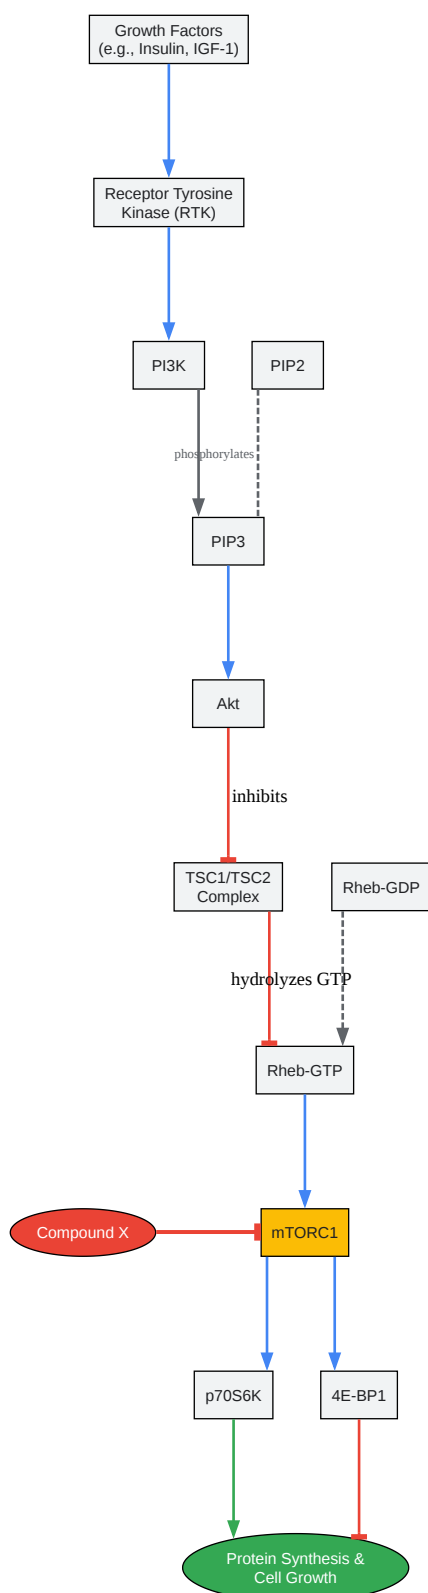 Growth Factors
(e.g., Insulin, IGF-1)
Receptor Tyrosine
Kinase (RTK)
PI3K
PIP2
phosphorylates
PIP3
Akt
inhibits
TSC1/TSC2
Complex
Rheb-GDP
hydrolyzes GTP
Rheb-GTP
Compound X
mTORC1
p70S6K
4E-BP1
Protein Synthesis &
Cell Growth